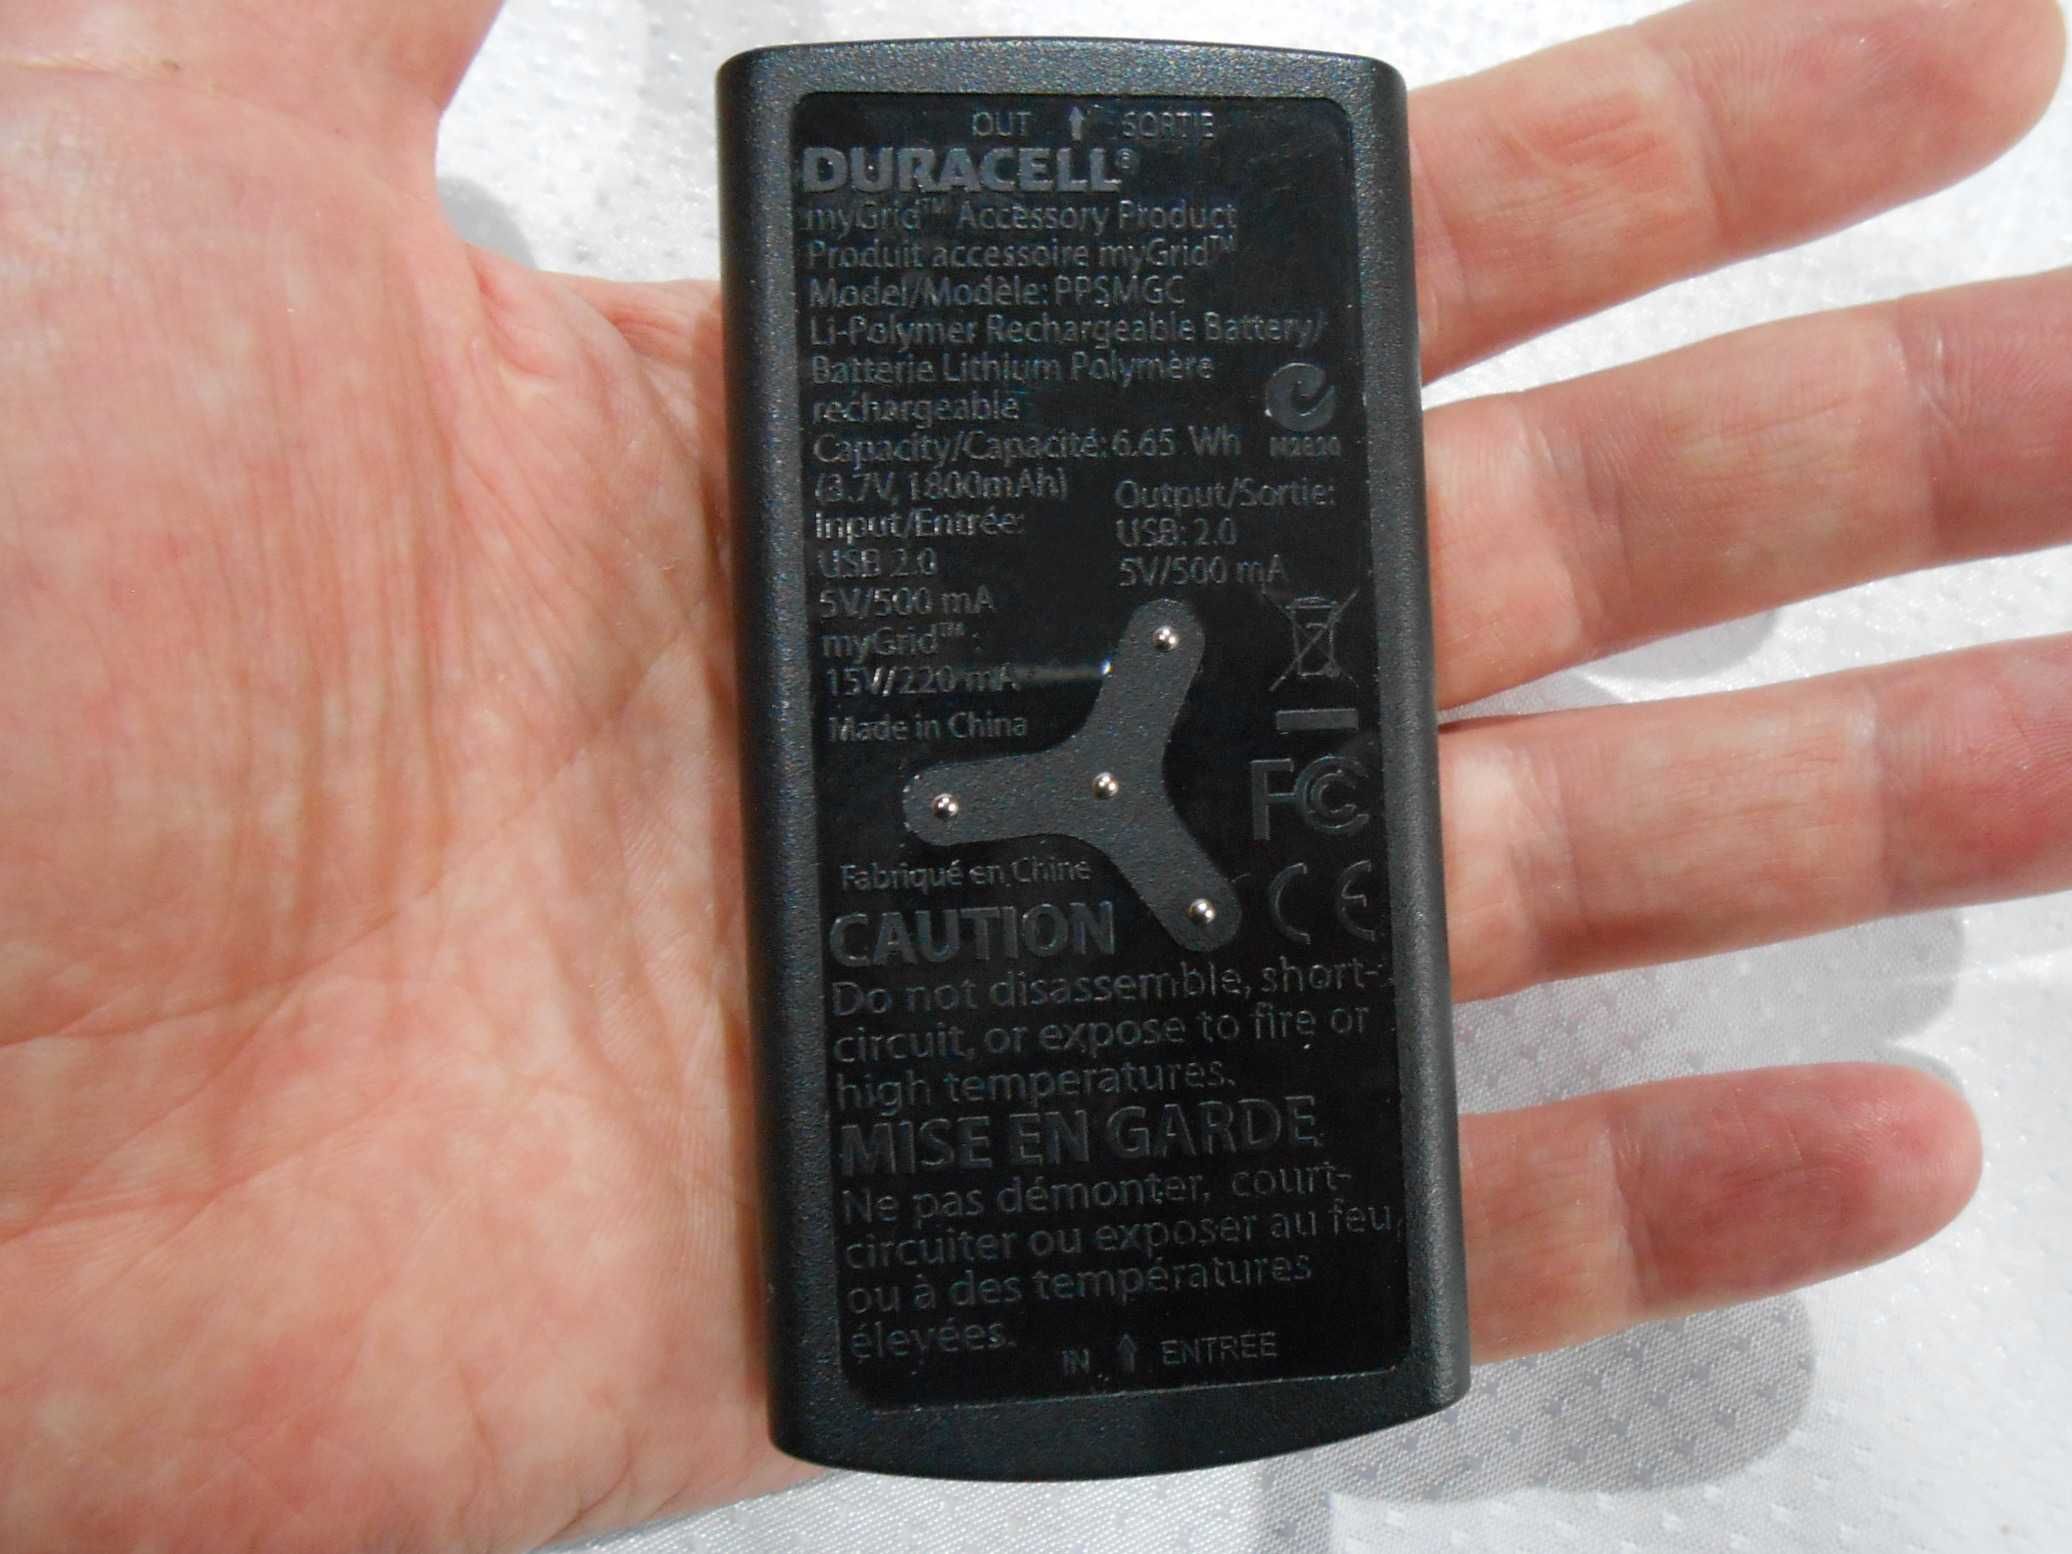 OUT ↑ SORTIE
DURACELL®
myGrid™ Accessory Product
Produit accessoire myGrid™
Model/Modèle: PPSMGC
Li-Polymer Rechargeable Battery/
Batterie Lithium Polymère
rechargeable
Capacity/Capacité: 6.65 Wh
(3.7V, 1800mAh)
N2820
Input/Entrée:
USB 2.0
5V/500 mA
myGrid™ :
15V/220 mA
Output/Sortie:
USB: 2.0
5V/500 mA
Made in China
FC
Fabriqué en Chine
CE
CAUTION
Do not disassemble, short-
circuit, or expose to fire or
high temperatures.
MISE EN GARDE
Ne pas démonter, court-
circuiter ou exposer au feu,
ou à des températures
élevées.
IN ↑ ENTREE